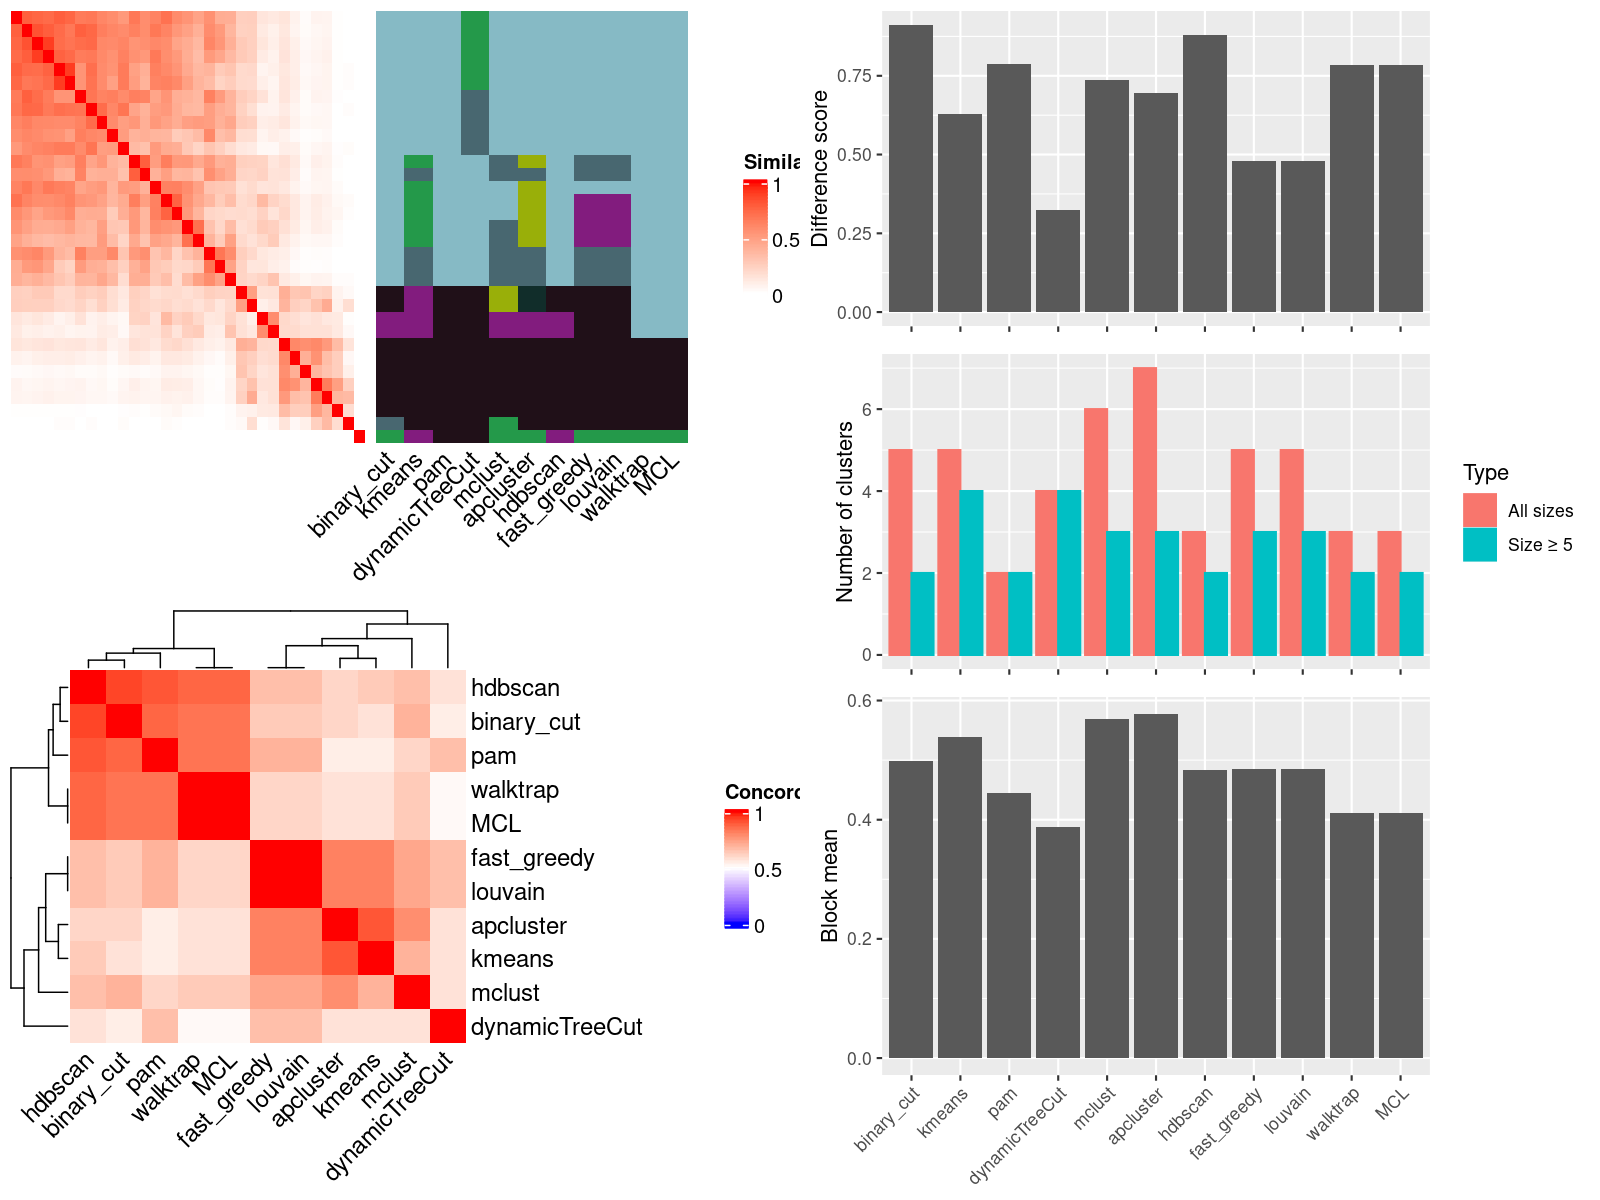 Simila
1
0.5
0
binary_cut
kmeans
pam
dynamicTreeCut
mclust
apcluster
hdbscan
fast_greedy
louvain
walktrap
MCL
hdbscan
binary_cut
pam
walktrap
MCL
fast_greedy
louvain
apcluster
kmeans
mclust
dynamicTreeCut
Concord
1
0.5
0
hdbscan
binary_cut
pam
walktrap
MCL
fast_greedy
louvain
apcluster
kmeans
mclust
dynamicTreeCut
Difference score
0.75
0.50
0.25
0.00
Number of clusters
6
4
2
0
Type
All sizes
Size ≥ 5
Block mean
0.6
0.4
0.2
0.0
binary_cut
kmeans
pam
dynamicTreeCut
mclust
apcluster
hdbscan
fast_greedy
louvain
walktrap
MCL